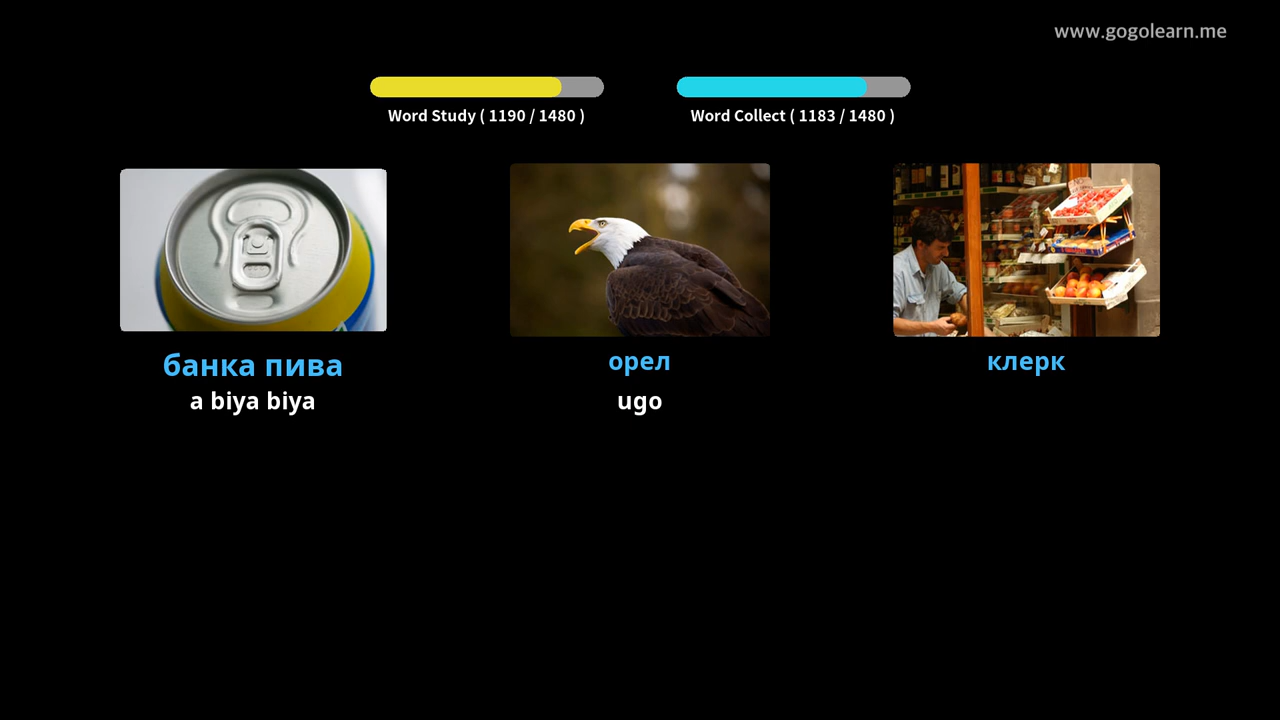 www.gogolearn.me
Word Study ( 1190 / 1480 )
Word Collect ( 1183 / 1480 )
банка пива
a biya biya
орел
ugo
клерк